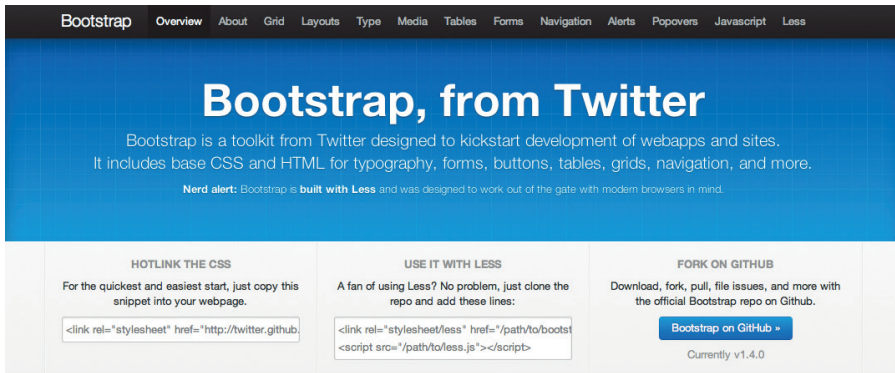 Bootstrap Overview About Grid Layouts Type Media Tables Forms Navigation Alerts Popovers Javascript Less
Bootstrap, from Twitter
Bootstrap is a toolkit from Twitter designed to kickstart development of webapps and sites.
It includes base CSS and HTML for typography, forms, buttons, tables, grids, navigation, and more.
Nerd alert: Bootstrap is built with Less and was designed to work out of the gate with modern browsers in mind.
HOTLINK THE CSS
For the quickest and easiest start, just copy this
snippet into your webpage.
<link rel="stylesheet" href="http://twitter.github.
USE IT WITH LESS
A fan of using Less? No problem, just clone the
repo and add these lines:
<link rel="stylesheet/less" href="/path/to/bootst
<script src="/path/to/less.js"></script>
FORK ON GITHUB
Download, fork, pull, file issues, and more with
the official Bootstrap repo on Github.
Bootstrap on GitHub »
Currently v1.4.0